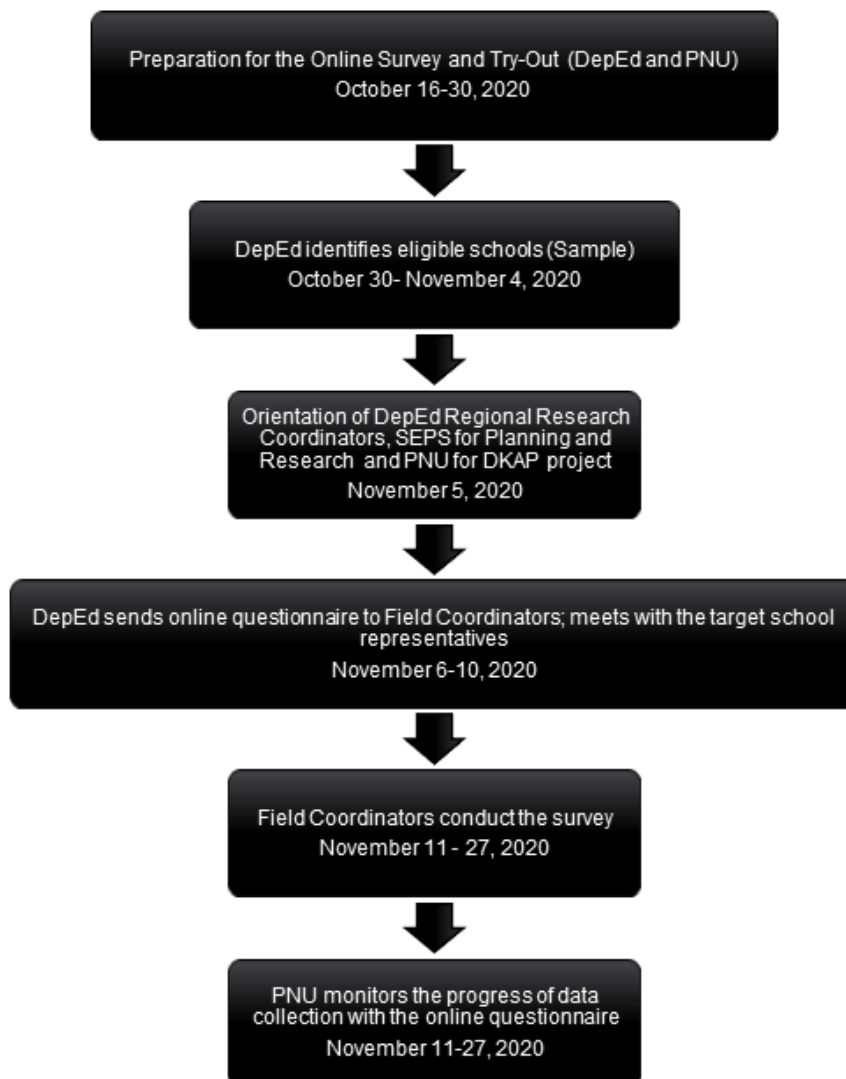 Preparation for the Online Survey and Try-Out (DepEd and PNU)
October 16-30, 2020
DepEd identifies eligible schools (Sample)
October 30- November 4, 2020
Orientation of DepEd Regional Research
Coordinators, SEPS for Planning and
Research and PNU for DKAP project
November 5, 2020
DepEd sends online questionnaire to Field Coordinators; meets with the target school
representatives
November 6-10, 2020
Field Coordinators conduct the survey
November 11 - 27, 2020
PNU monitors the progress of data
collection with the online questionnaire
November 11-27, 2020